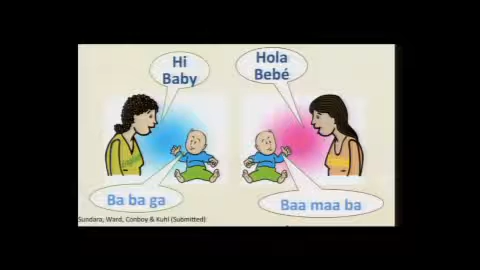 Hi
Baby
Hola
Bebé
Ba ba ga
Baa maa ba
Sundara, Ward, Conboy & Kuhl (Submitted)